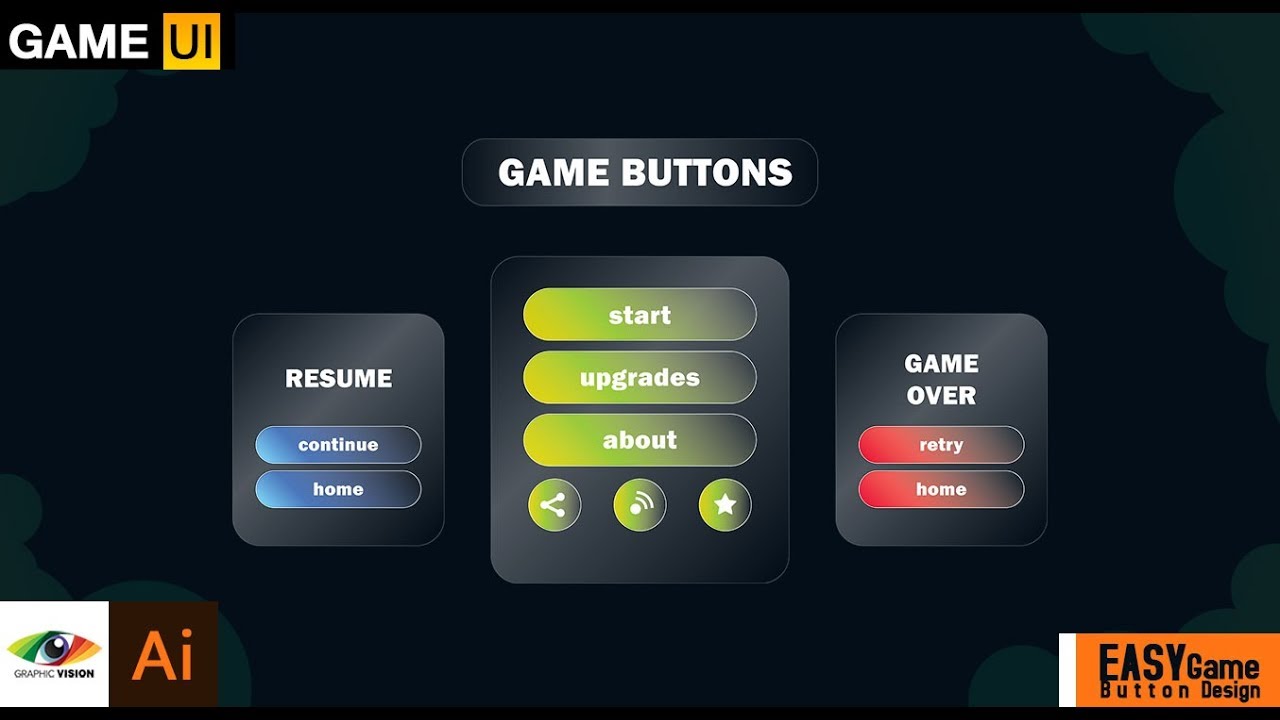 GAME UI
GAME BUTTONS
RESUME
continue
home
start
upgrades
about
GAME
OVER
retry
home
GRAPHIC VISION
Ai
EASY Game
Button Design